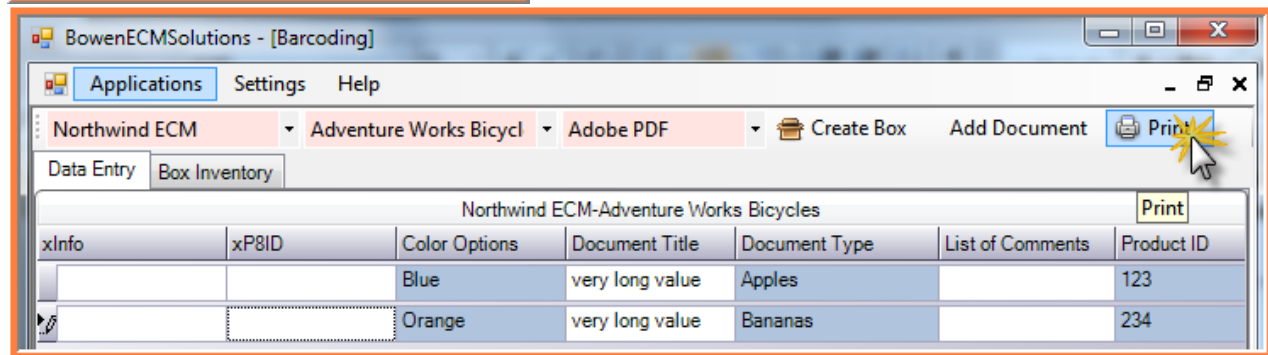 BowenECMSolutions - [Barcoding]
Applications Settings Help
Northwind ECM Adventure Works Bicycl Adobe PDF Create Box Add Document Print
Data Entry Box Inventory
Northwind ECM-Adventure Works Bicycles Print
xInfo xP8ID Color Options Document Title Document Type List of Comments Product ID
Blue very long value Apples 123
Orange very long value Bananas 234